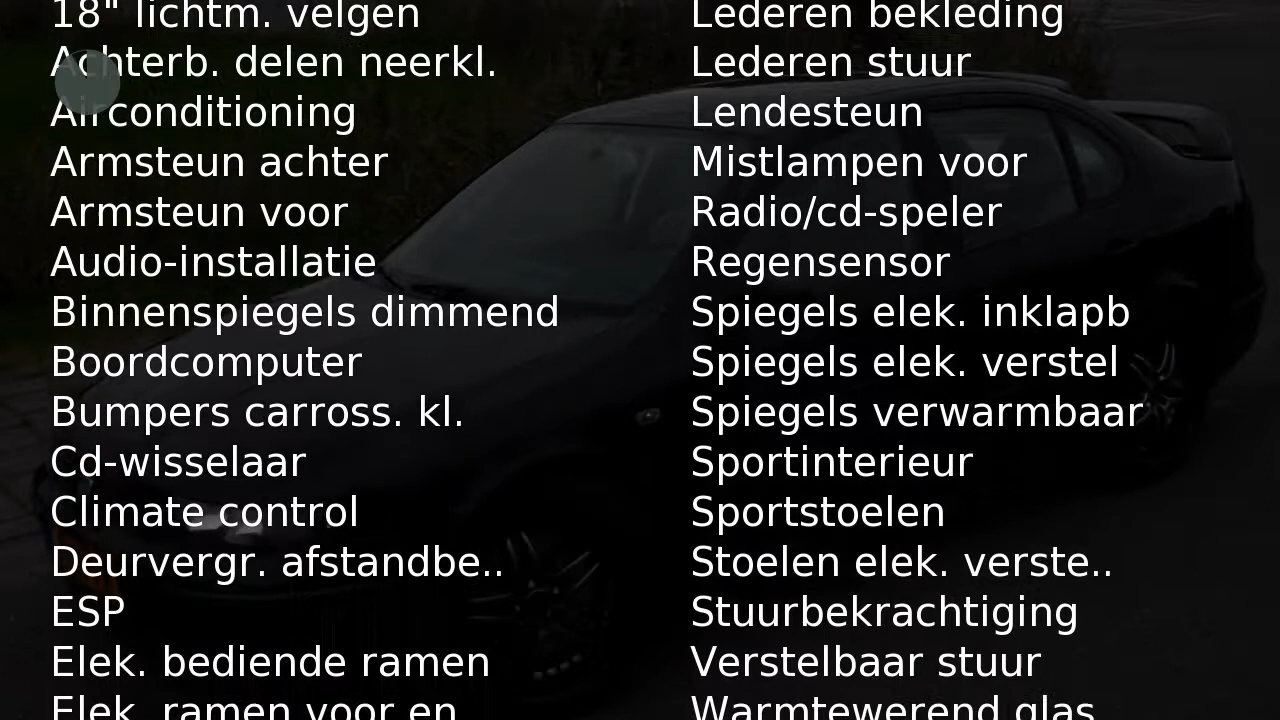 18" lichtm. velgen
Achterb. delen neerkl.
Airconditioning
Armsteun achter
Armsteun voor
Audio-installatie
Binnenspiegels dimmend
Boordcomputer
Bumpers carross. kl.
Cd-wisselaar
Climate control
Deurvergr. afstandbe..
ESP
Elek. bediende ramen
Elek. ramen voor en
Lederen bekleding
Lederen stuur
Lendesteun
Mistlampen voor
Radio/cd-speler
Regensensor
Spiegels elek. inklapb
Spiegels elek. verstel
Spiegels verwarmbaar
Sportinterieur
Sportstoelen
Stoelen elek. verste..
Stuurbekrachtiging
Verstelbaar stuur
Warmtewerend glas